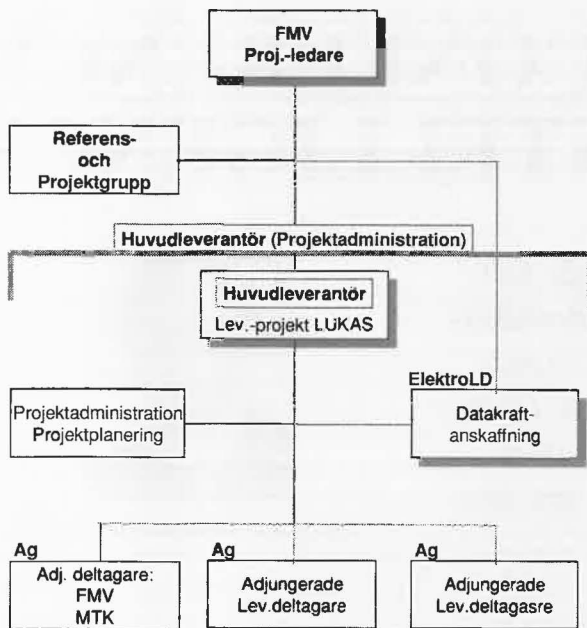 FMV
Proj.-ledare
Referens-
och
Projektgrupp
Huvudleverantör (Projektadministration)
Huvudleverantör
Lev.-projekt LUKAS
ElektroLD
Projektadministration
Projektplanering
Datakraft-
anskaffning
Ag
Adj. deltagare:
FMV
MTK
Ag
Adjungerade
Lev.deltagare
Ag
Adjungerade
Lev.deltagasre